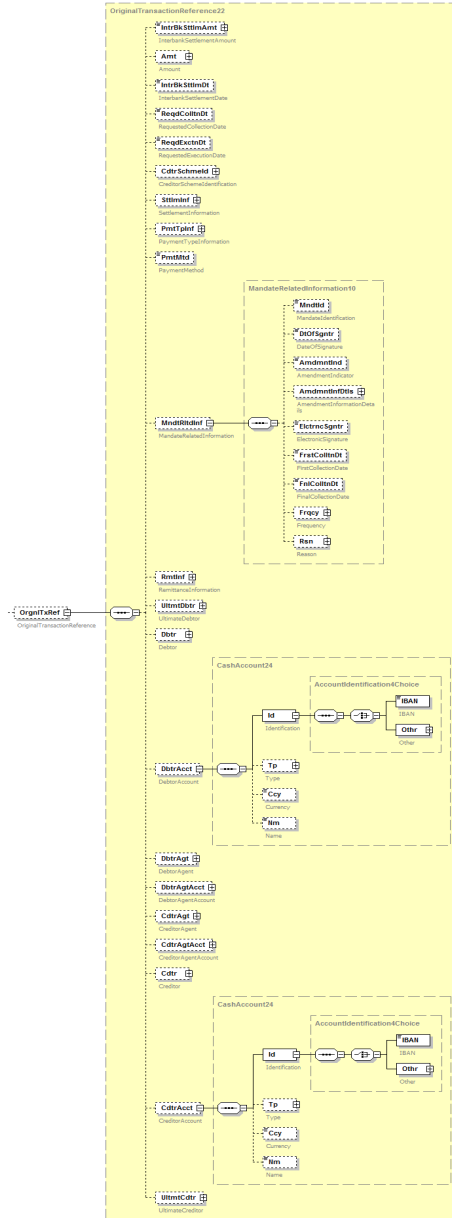 OriginalTransactionReference22
IntrBkSttlmAmt
InterbankSettlementAmount
Amt
Amount
IntrBkSttlmDt
InterbankSettlementDate
ReqdColltnDt
RequestedCollectionDate
ReqdExctnDt
RequestedExecutionDate
CdtrSchmeId
CreditorSchemeIdentification
SttlmInf
SettlementInformation
PmtTpInf
PaymentTypeInformation
PmtMtd
PaymentMethod
MandateRelatedInformation10
MndtId
MandateIdentification
DtOfSgntr
DateOfSignature
AmdmntInd
AmendmentIndicator
AmdmntInfDtls
AmendmentInformationDeta
ils
MndtRltdInf
MandateRelatedInformation
ElctrncSgntr
ElectronicSignature
FrstColltnDt
FirstCollectionDate
FnlColltnDt
FinalCollectionDate
Frqcy
Frequency
Rsn
Reason
RmtInf
RemittanceInformation
OrgnlTxRef
OriginalTransactionReference
UltmtDbtr
UltimateDebtor
Dbtr
Debtor
CashAccount24
AccountIdentification4Choice
IBAN
IBAN
Id
Identification
Othr
Other
DbtrAcct
DebtorAccount
Tp
Type
Ccy
Currency
Nm
Name
DbtrAgt
DebtorAgent
DbtrAgtAcct
DebtorAgentAccount
CdtrAgt
CreditorAgent
CdtrAgtAcct
CreditorAgentAccount
Cdtr
Creditor
CashAccount24
AccountIdentification4Choice
IBAN
IBAN
Id
Identification
Othr
Other
CdtrAcct
CreditorAccount
Tp
Type
Ccy
Currency
Nm
Name
UltmtCdtr
UltimateCreditor